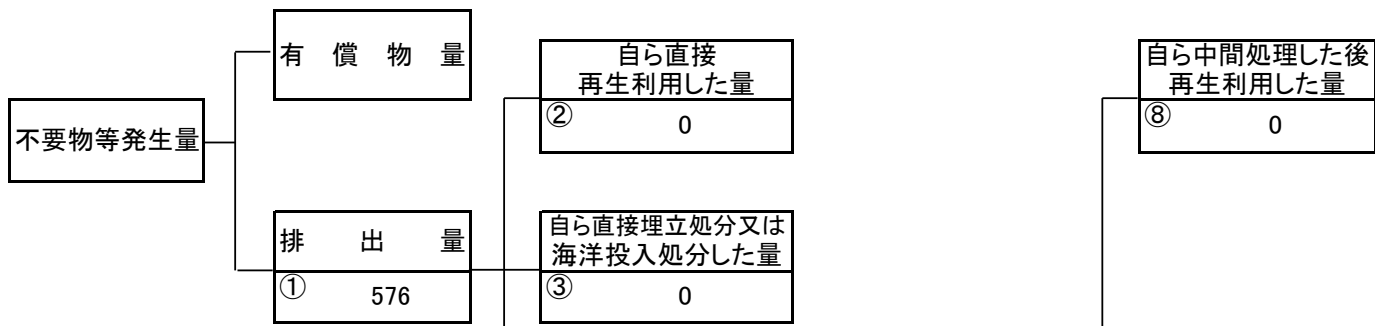 不要物等発生量
有償物量
排出量
① 576
自ら直接
再生利用した量
② 0
自ら直接埋立処分又は
海洋投入処分した量
③ 0
自ら中間処理した後
再生利用した量
⑧ 0